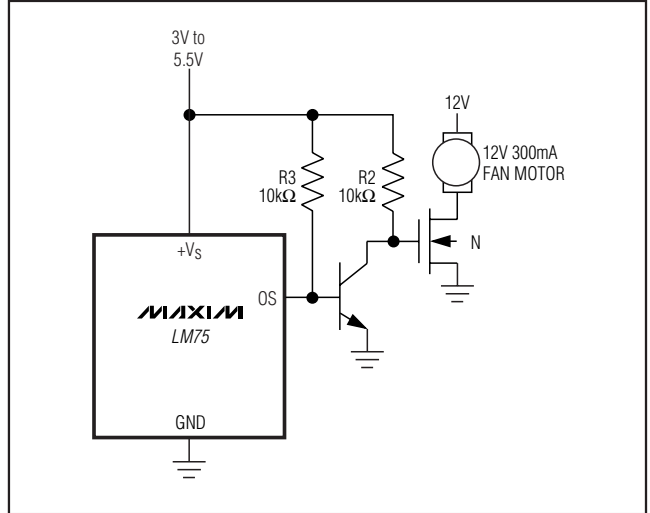 3V to
5.5V
12V
12V 300mA
FAN MOTOR
R3
10kΩ
R2
10kΩ
N
+VS
OS
MAXIM
LM75
GND